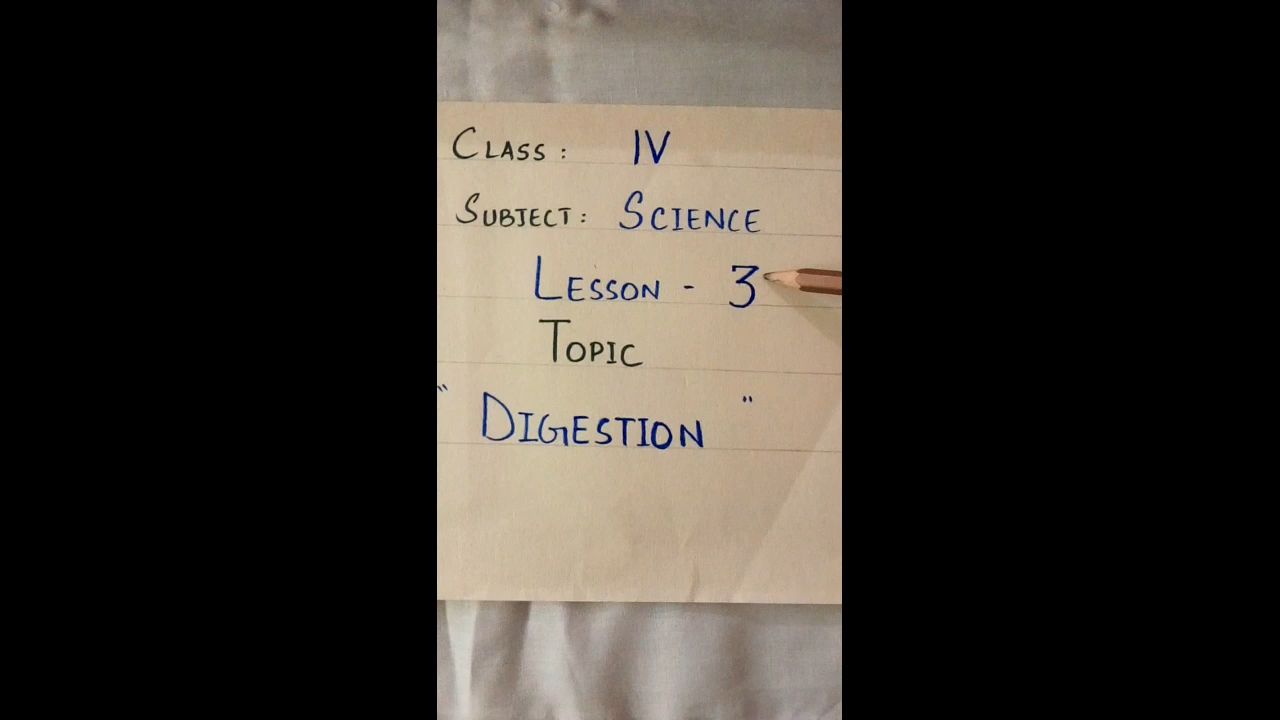 CLASS: IV
SUBJECT: SCIENCE
LESSON - 3
TOPIC
" DIGESTION "